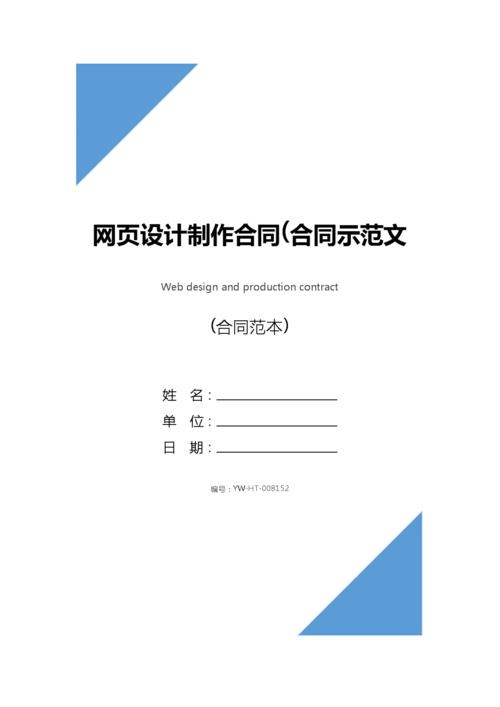 网页设计制作合同(合同示范文
Web design and production contract
(合同范本)
姓 名：
单 位：
日 期：
编号：YW-HT-008152